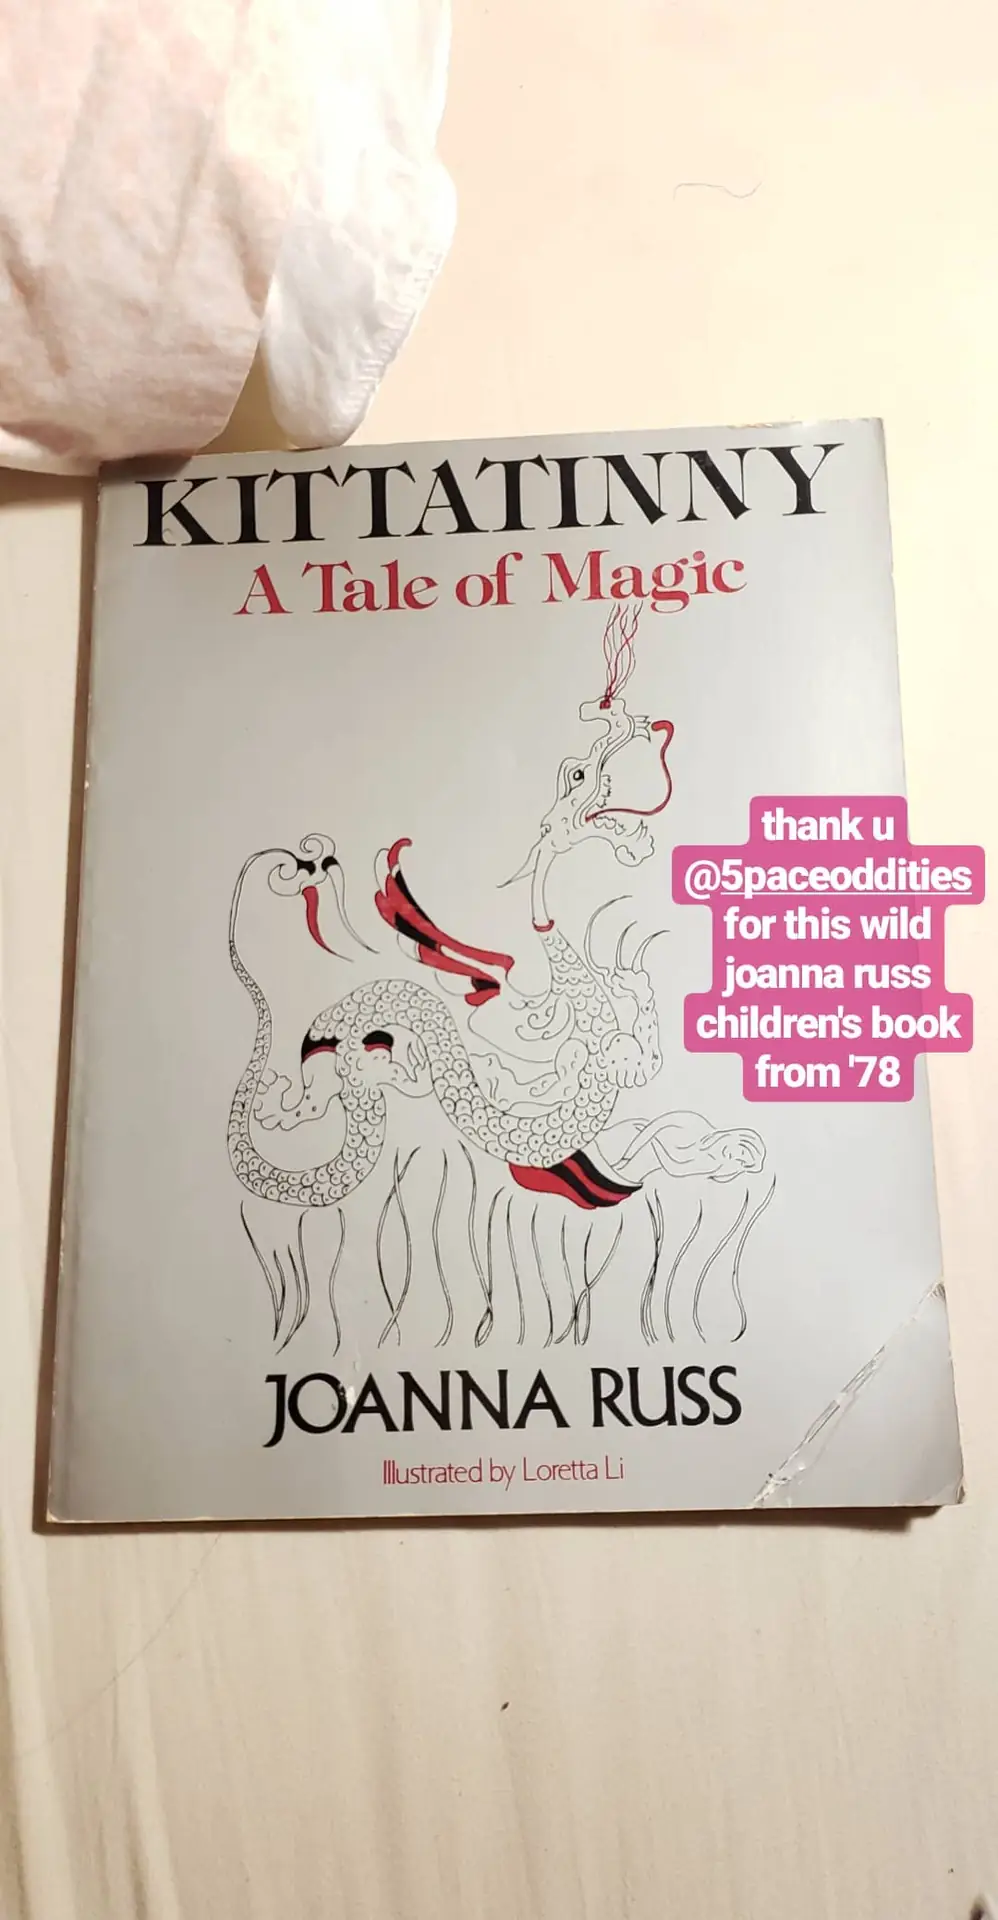 KITTATINNY
A Tale of Magic
thank u
@5paceoddities
for this wild
joanna russ
children's book
from '78
JOANNA RUSS
Illustrated by Loretta Li